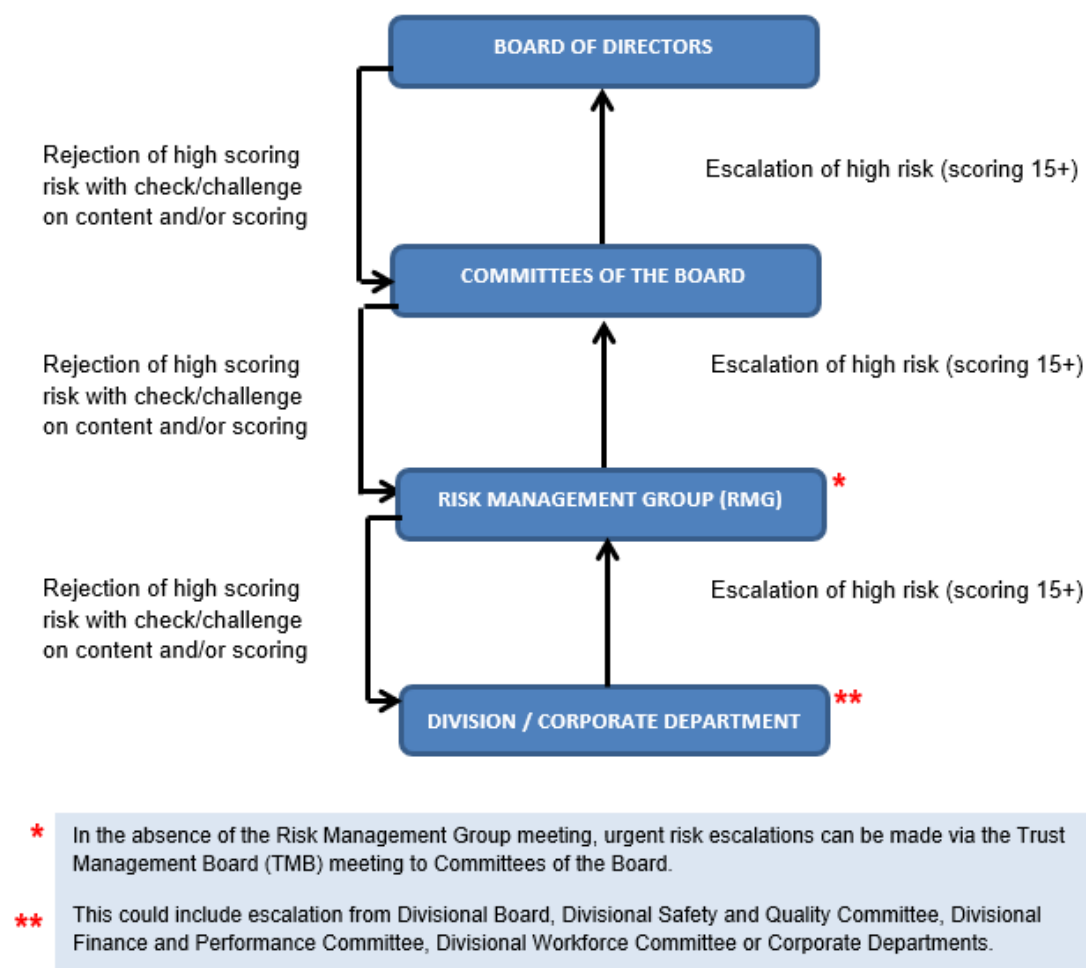 BOARD OF DIRECTORS
Rejection of high scoring
risk with check/challenge
on content and/or scoring
Escalation of high risk (scoring 15+)
COMMITTEES OF THE BOARD
Rejection of high scoring
risk with check/challenge
on content and/or scoring
Escalation of high risk (scoring 15+)
RISK MANAGEMENT GROUP (RMG) *
Rejection of high scoring
risk with check/challenge
on content and/or scoring
Escalation of high risk (scoring 15+)
DIVISION / CORPORATE DEPARTMENT **
* In the absence of the Risk Management Group meeting, urgent risk escalations can be made via the Trust
Management Board (TMB) meeting to Committees of the Board.
** This could include escalation from Divisional Board, Divisional Safety and Quality Committee, Divisional
Finance and Performance Committee, Divisional Workforce Committee or Corporate Departments.